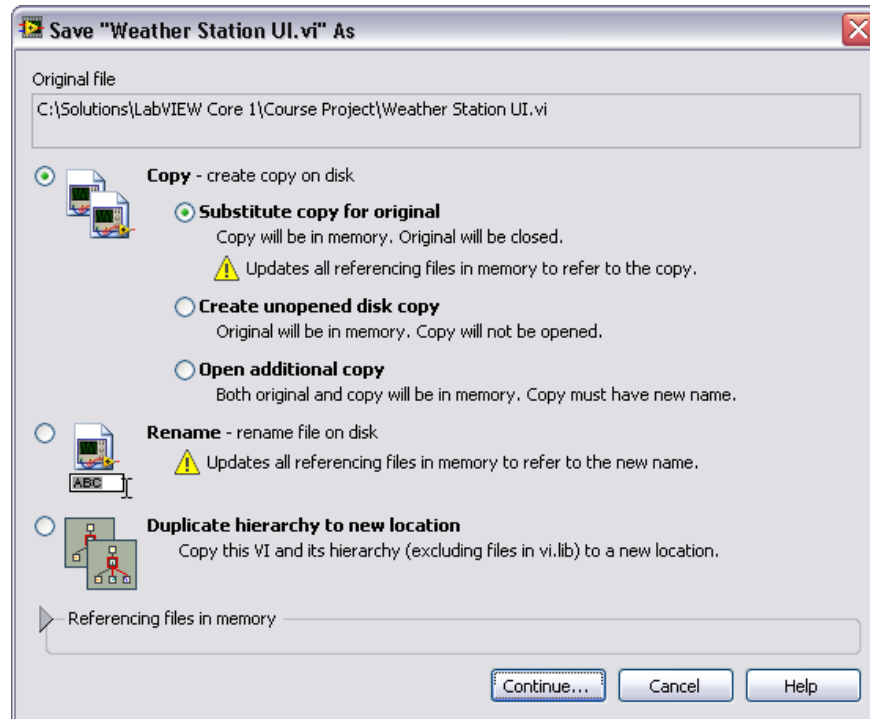 Save "Weather Station UI.vi" As
Original file
C:\Solutions\LabVIEW Core 1\Course Project\Weather Station UI.vi
Copy - create copy on disk
Substitute copy for original
Copy will be in memory. Original will be closed.
Updates all referencing files in memory to refer to the copy.
Create unopened disk copy
Original will be in memory. Copy will not be opened.
Open additional copy
Both original and copy will be in memory. Copy must have new name.
Rename - rename file on disk
Updates all referencing files in memory to refer to the new name.
ABC
Duplicate hierarchy to new location
Copy this VI and its hierarchy (excluding files in vi.lib) to a new location.
Referencing files in memory
Continue... Cancel Help